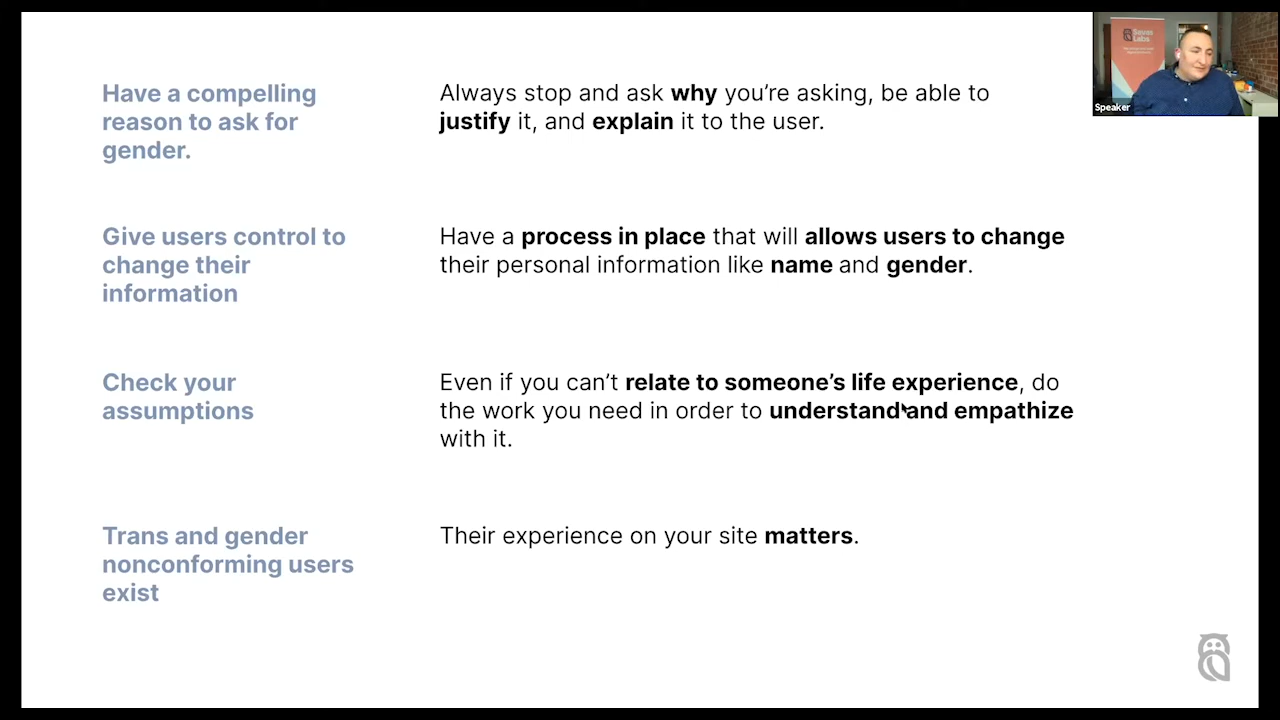 Have a compelling
reason to ask for
gender.
Always stop and ask why you’re asking, be able to
justify it, and explain it to the user.
Give users control to
change their
information
Have a process in place that will allows users to change
their personal information like name and gender.
Check your
assumptions
Even if you can’t relate to someone’s life experience, do
the work you need in order to understand and empathize
with it.
Trans and gender
nonconforming users
exist
Their experience on your site matters.
Savas
Labs
Speaker